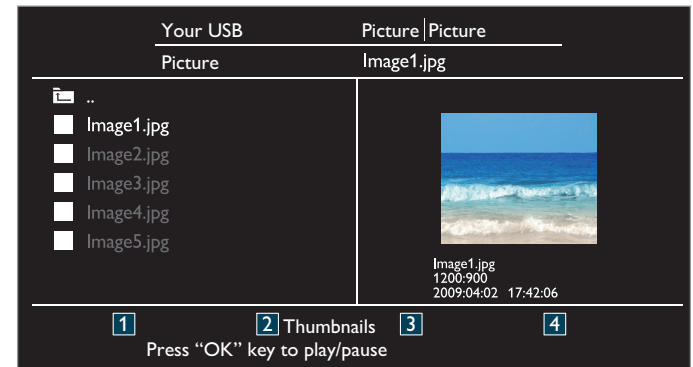 Your USB Picture Picture
Picture Image1.jpg
..
Image1.jpg
Image2.jpg
Image3.jpg
Image4.jpg
Image5.jpg
Image1.jpg
1200:900
2009:04:02 17:42:06
1 2 Thumbnails 3 4
Press “OK” key to play/pause